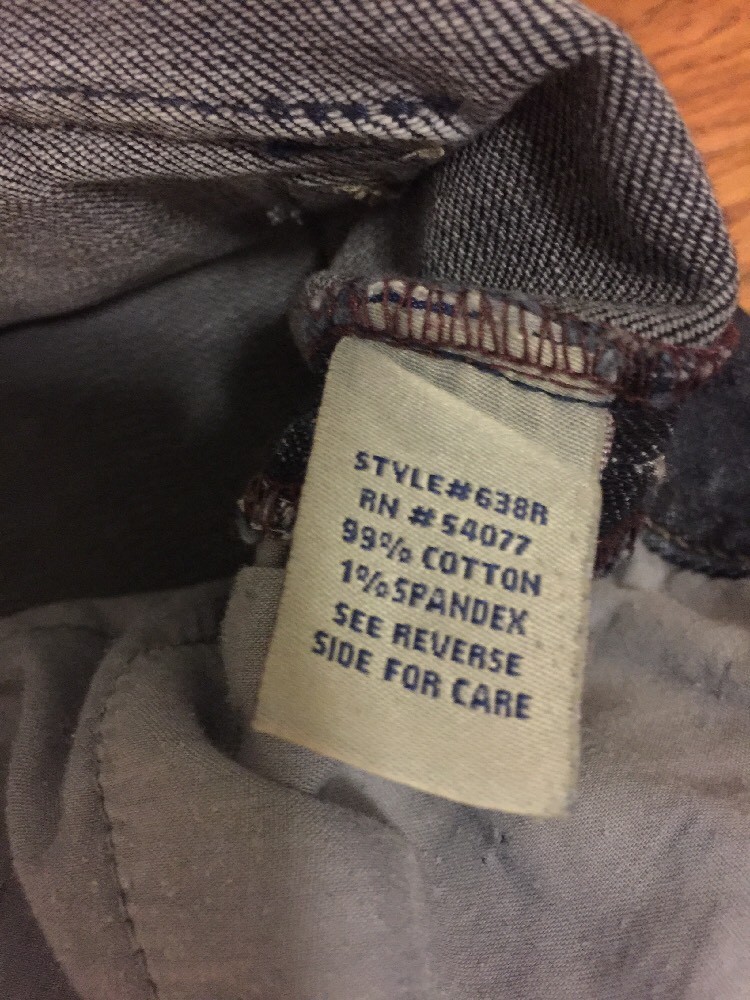 STYLE#638R
RN #54077
99% COTTON
1% SPANDEX
SEE REVERSE
SIDE FOR CARE